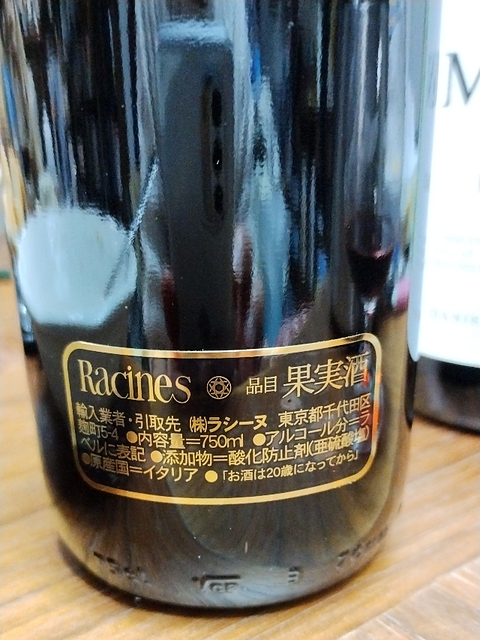 Racines 品目 果実酒
輸入業者・引取先 ㈱ラシーヌ 東京都千代田区
麹町5-4 ●内容量=750ml ●アルコール分=ラ
ベルに表記 ●添加物=酸化防止剤(亜硫酸塩)
●原産国=イタリア ●「お酒は20歳になってから」
M